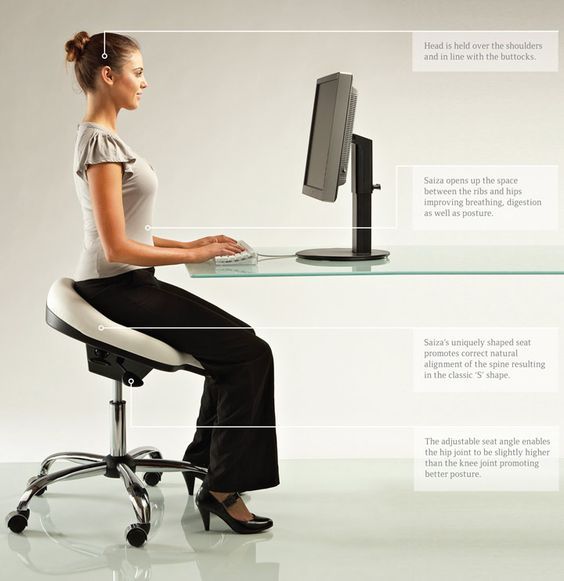 Head is held over the shoulders
and in line with the buttocks.
Saiza opens up the space
between the ribs and hips
improving breathing, digestion
as well as posture.
Saiza's uniquely shaped seat
promotes correct natural
alignment of the spine resulting
in the classic ‘S’ shape.
The adjustable seat angle enables
the hip joint to be slightly higher
than the knee joint promoting
better posture.